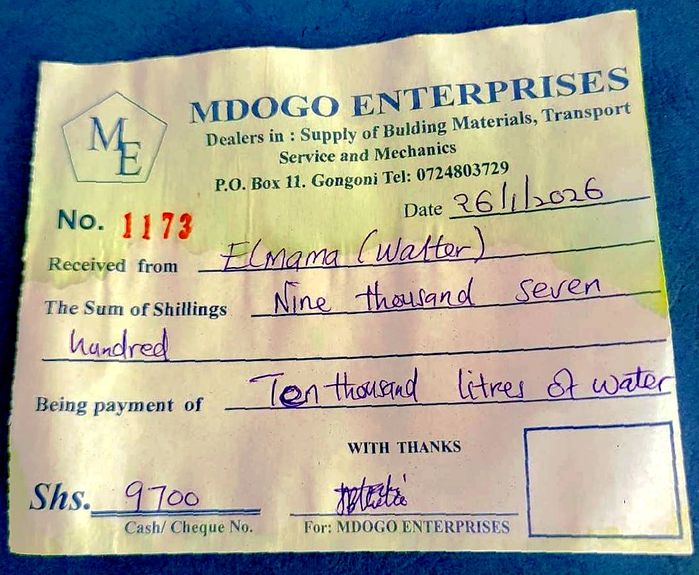 ME
MDOGO ENTERPRISES
Dealers in : Supply of Bulding Materials, Transport
Service and Mechanics
P.O. Box 11. Gongoni Tel: 0724803729
Date 26/1/2026
No. 1173
Received from Elmama (Walter)
The Sum of Shillings Nine thousand seven
hundred
Being payment of Ten thousand litres of water
WITH THANKS
Shs. 9700
Cash/ Cheque No. For: MDOGO ENTERPRISES